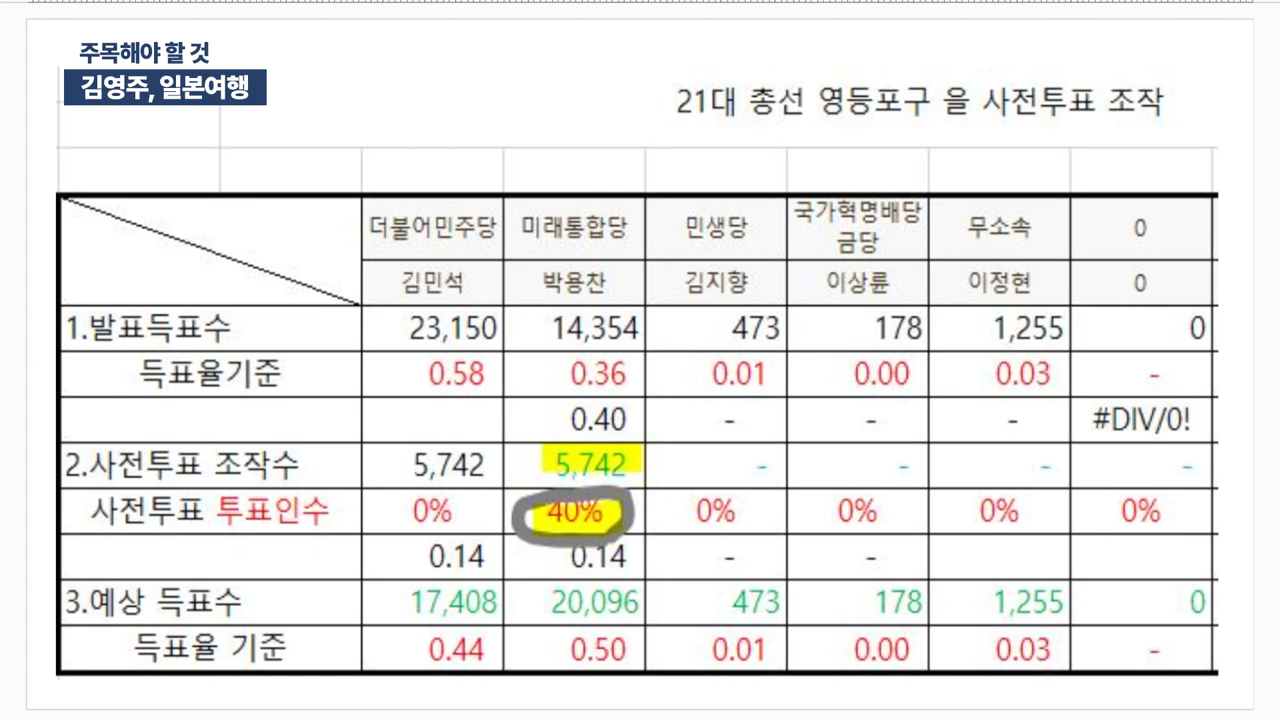 주목해야 할 것
김영주, 일본여행
21대 총선 영등포구 을 사전투표 조작
더불어민주당 미래통합당 민생당 국가혁명배당금당 무소속 0
김민석 박용찬 김지향 이상륜 이정현 0
1.발표득표수 23,150 14,354 473 178 1,255 0
득표율기준 0.58 0.36 0.01 0.00 0.03 -
0.40 - - - #DIV/0!
2.사전투표 조작수 5,742 5,742 - - - -
사전투표 투표인수 0% 40% 0% 0% 0% 0%
0.14 0.14 - -
3.예상 득표수 17,408 20,096 473 178 1,255 0
득표율 기준 0.44 0.50 0.01 0.00 0.03 -